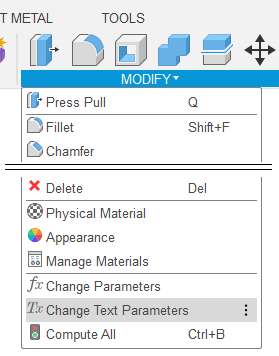 T METAL TOOLS
MODIFY
Press Pull Q
Fillet Shift+F
Chamfer
Delete Del
Physical Material
Appearance
Manage Materials
fx Change Parameters
Tx Change Text Parameters
Compute All Ctrl+B